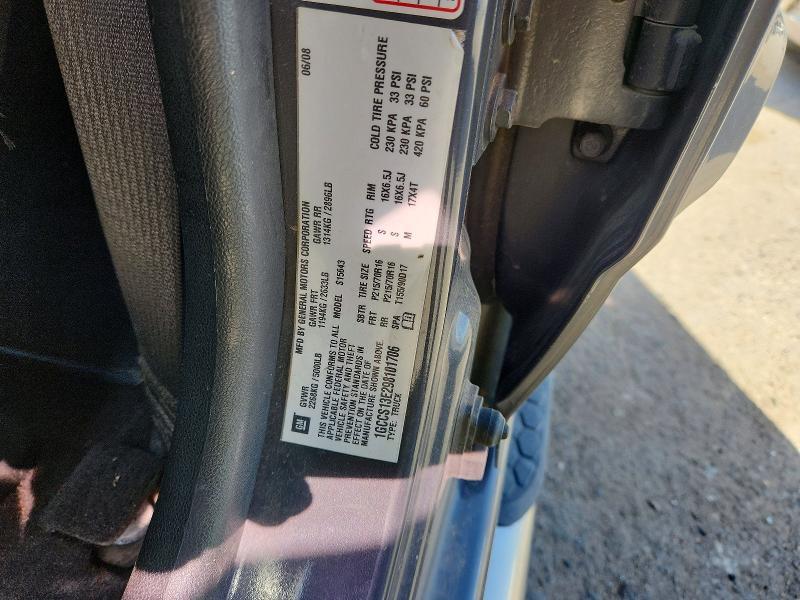 MFD BY GENERAL MOTORS CORPORATION 06/08
GM
GVWR GAWR FRT GAWR RR
2268KG / 5000LB 1194KG / 2633LB 1314KG / 2896LB
THIS VEHICLE CONFORMS TO ALL
APPLICABLE FEDERAL MOTOR
VEHICLE SAFETY AND THEFT
PREVENTION STANDARDS IN
EFFECT ON THE DATE OF
MANUFACTURE SHOWN ABOVE.
1GCCS13E298101706
TYPE: TRUCK
MODEL S15643
SBTR TIRE SIZE SPEED RTG RIM COLD TIRE PRESSURE
FRT P215/70R16 S 16X6.5J 230 KPA 33 PSI
RR P215/70R16 S 16X6.5J 230 KPA 33 PSI
SPA T155/90D17 M 17X4T 420 KPA 60 PSI